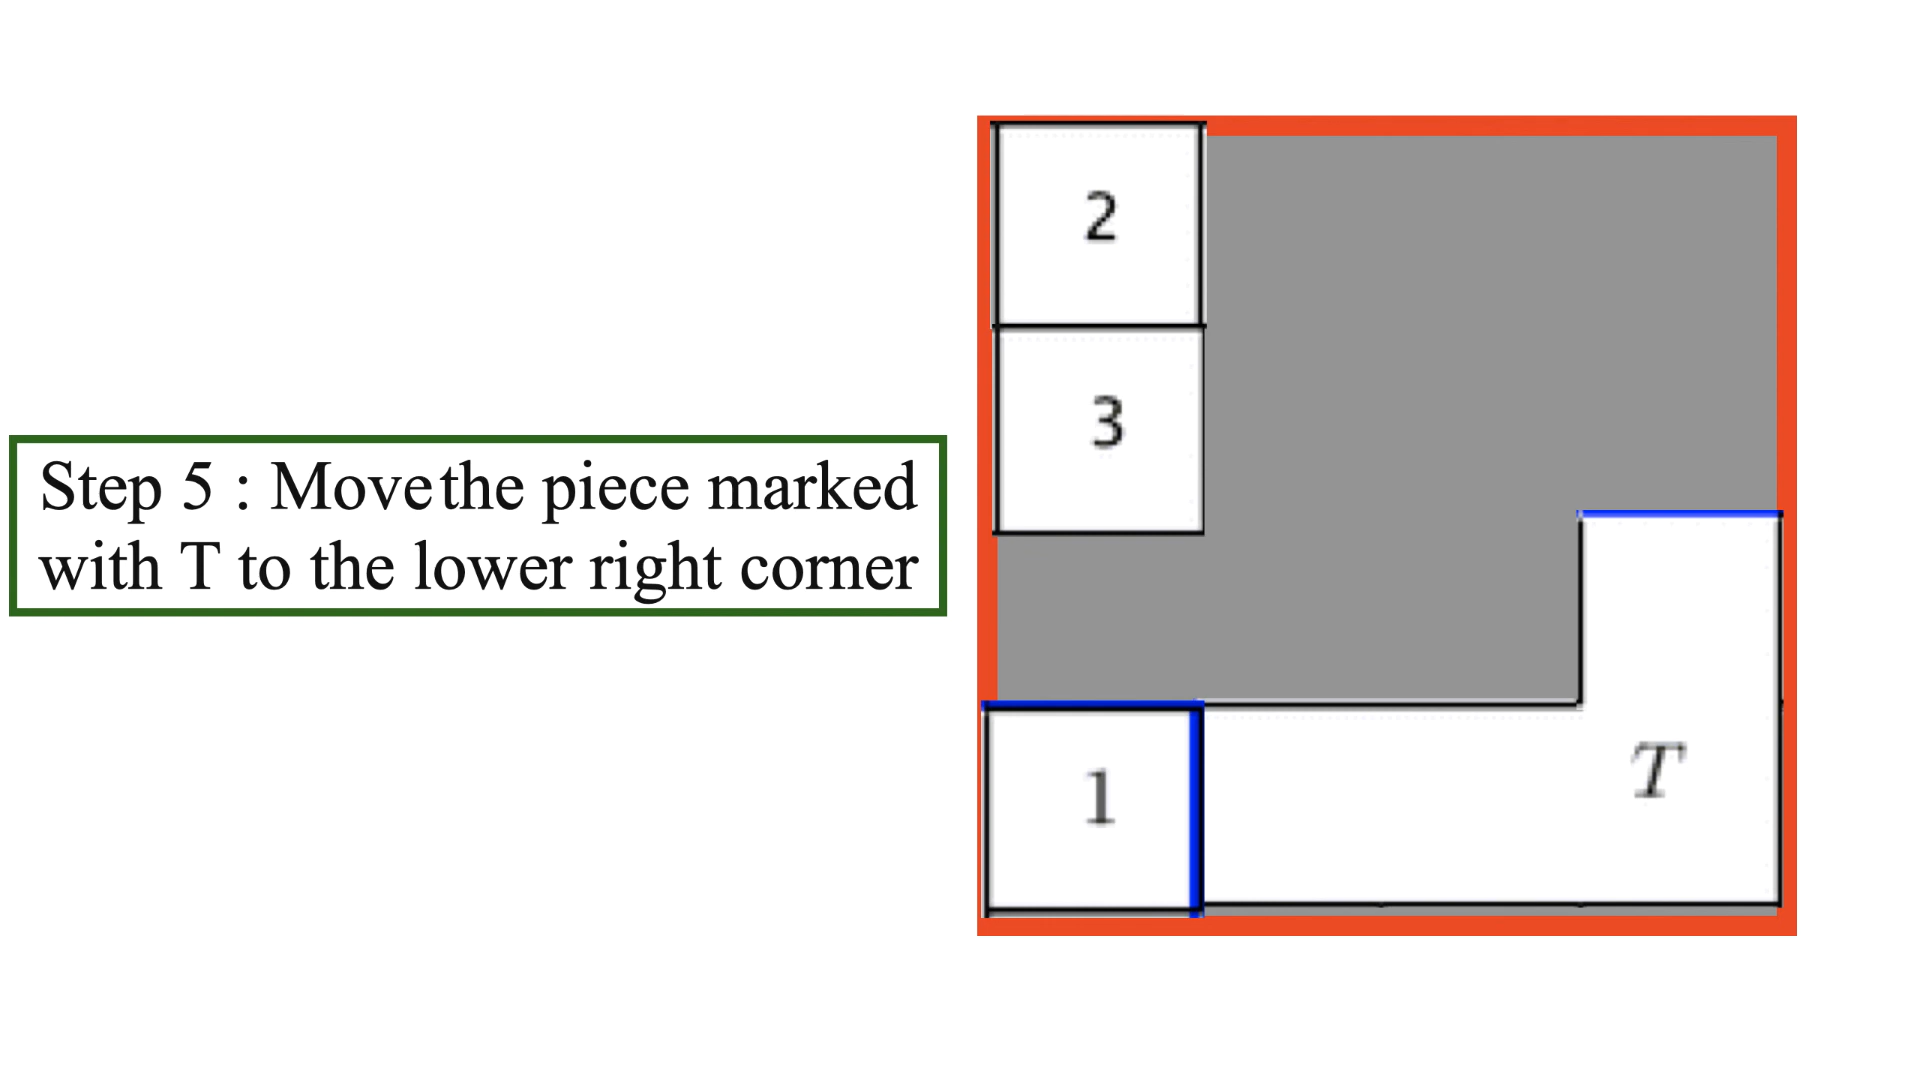 Step 5 : Move the piece marked
with T to the lower right corner
2
3
1
T